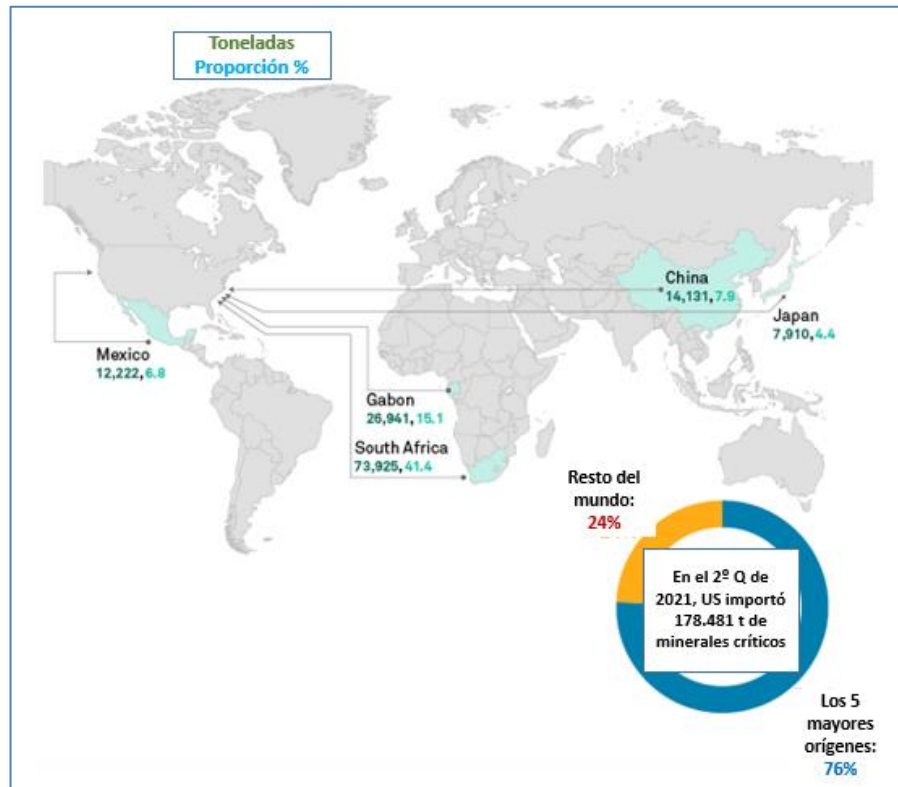 Toneladas
Proporción %
China
14,131, 7.9
Japan
7,910, 4.4
Mexico
12,222, 6.8
Gabon
26,941, 15.1
South Africa
73,925, 41.4
Resto del
mundo:
24%
En el 2º Q de
2021, US importó
178.481 t de
minerales críticos
Los 5
mayores
orígenes:
76%